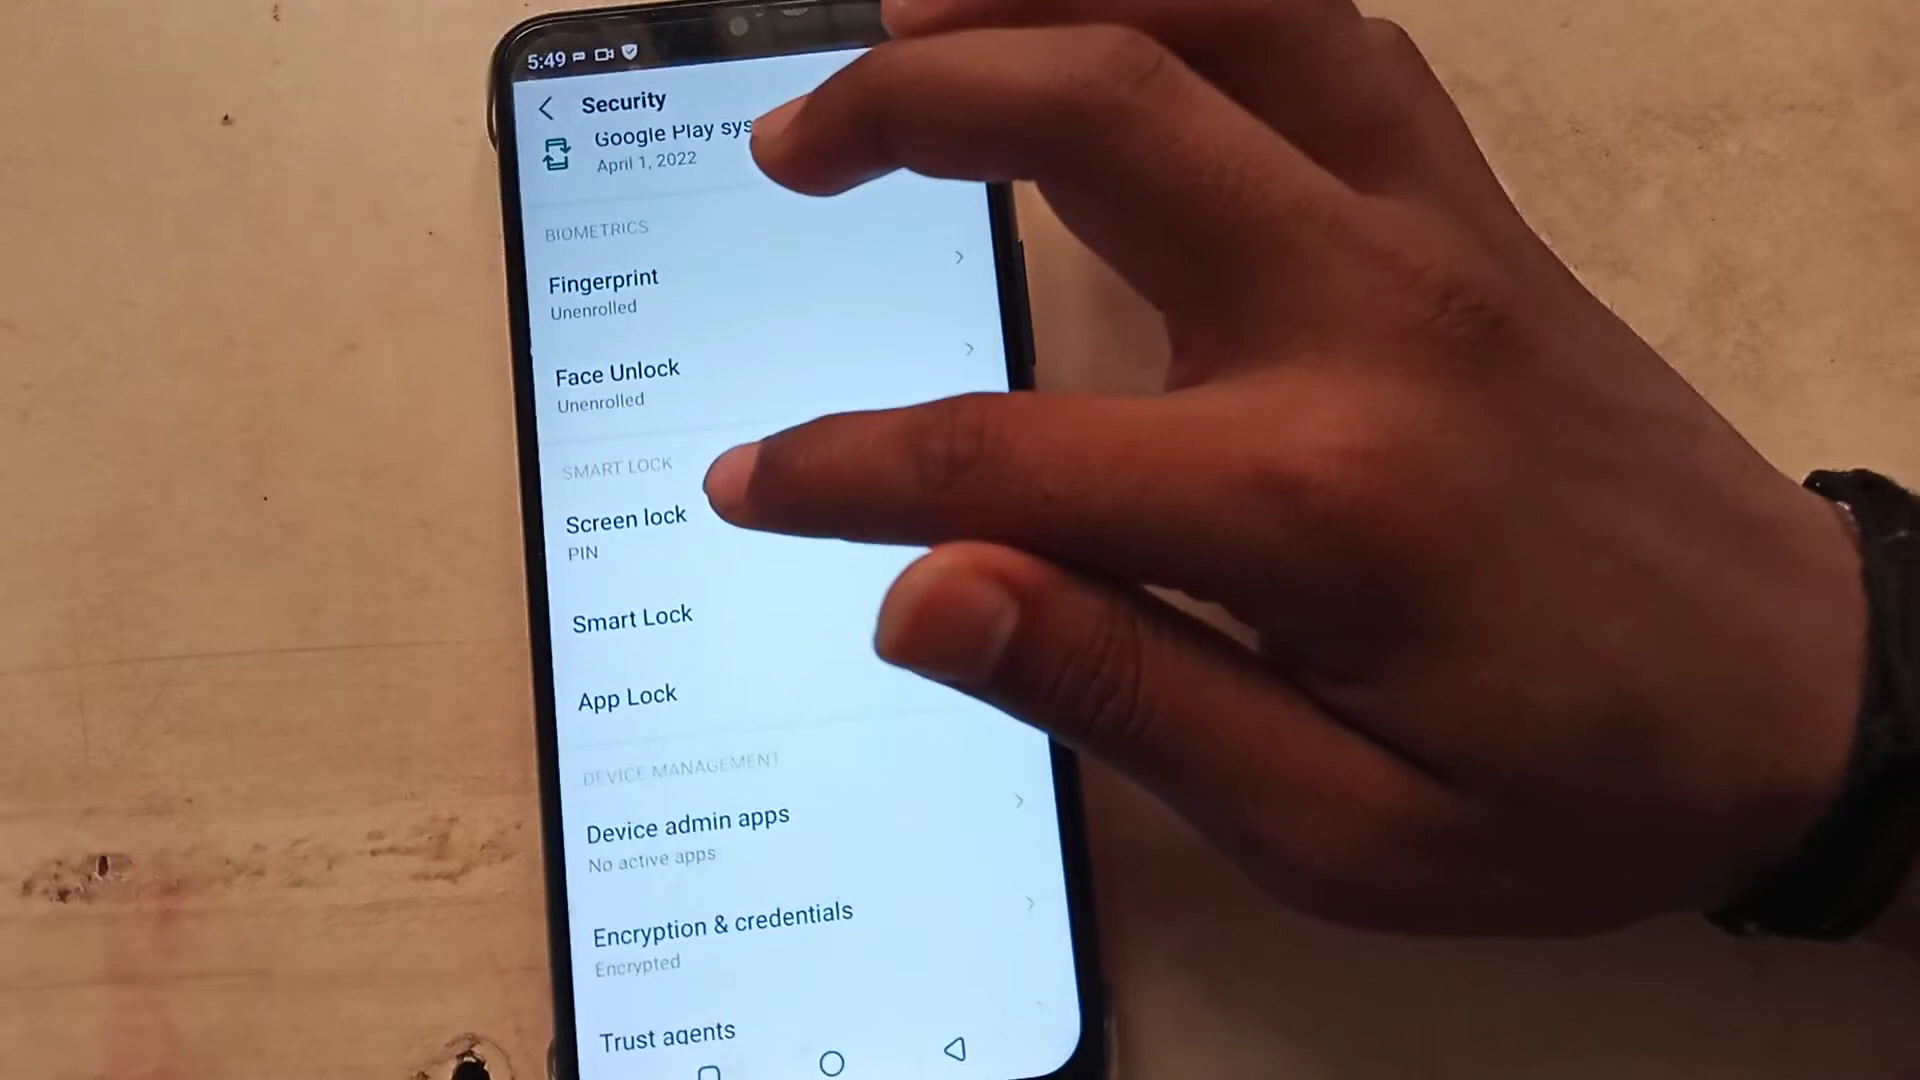 5:49
Security
Google Play sys
April 1, 2022
BIOMETRICS
Fingerprint
Unenrolled
Face Unlock
Unenrolled
SMART LOCK
Screen lock
PIN
Smart Lock
App Lock
DEVICE MANAGEMENT
Device admin apps
No active apps
Encryption & credentials
Encrypted
Trust agents